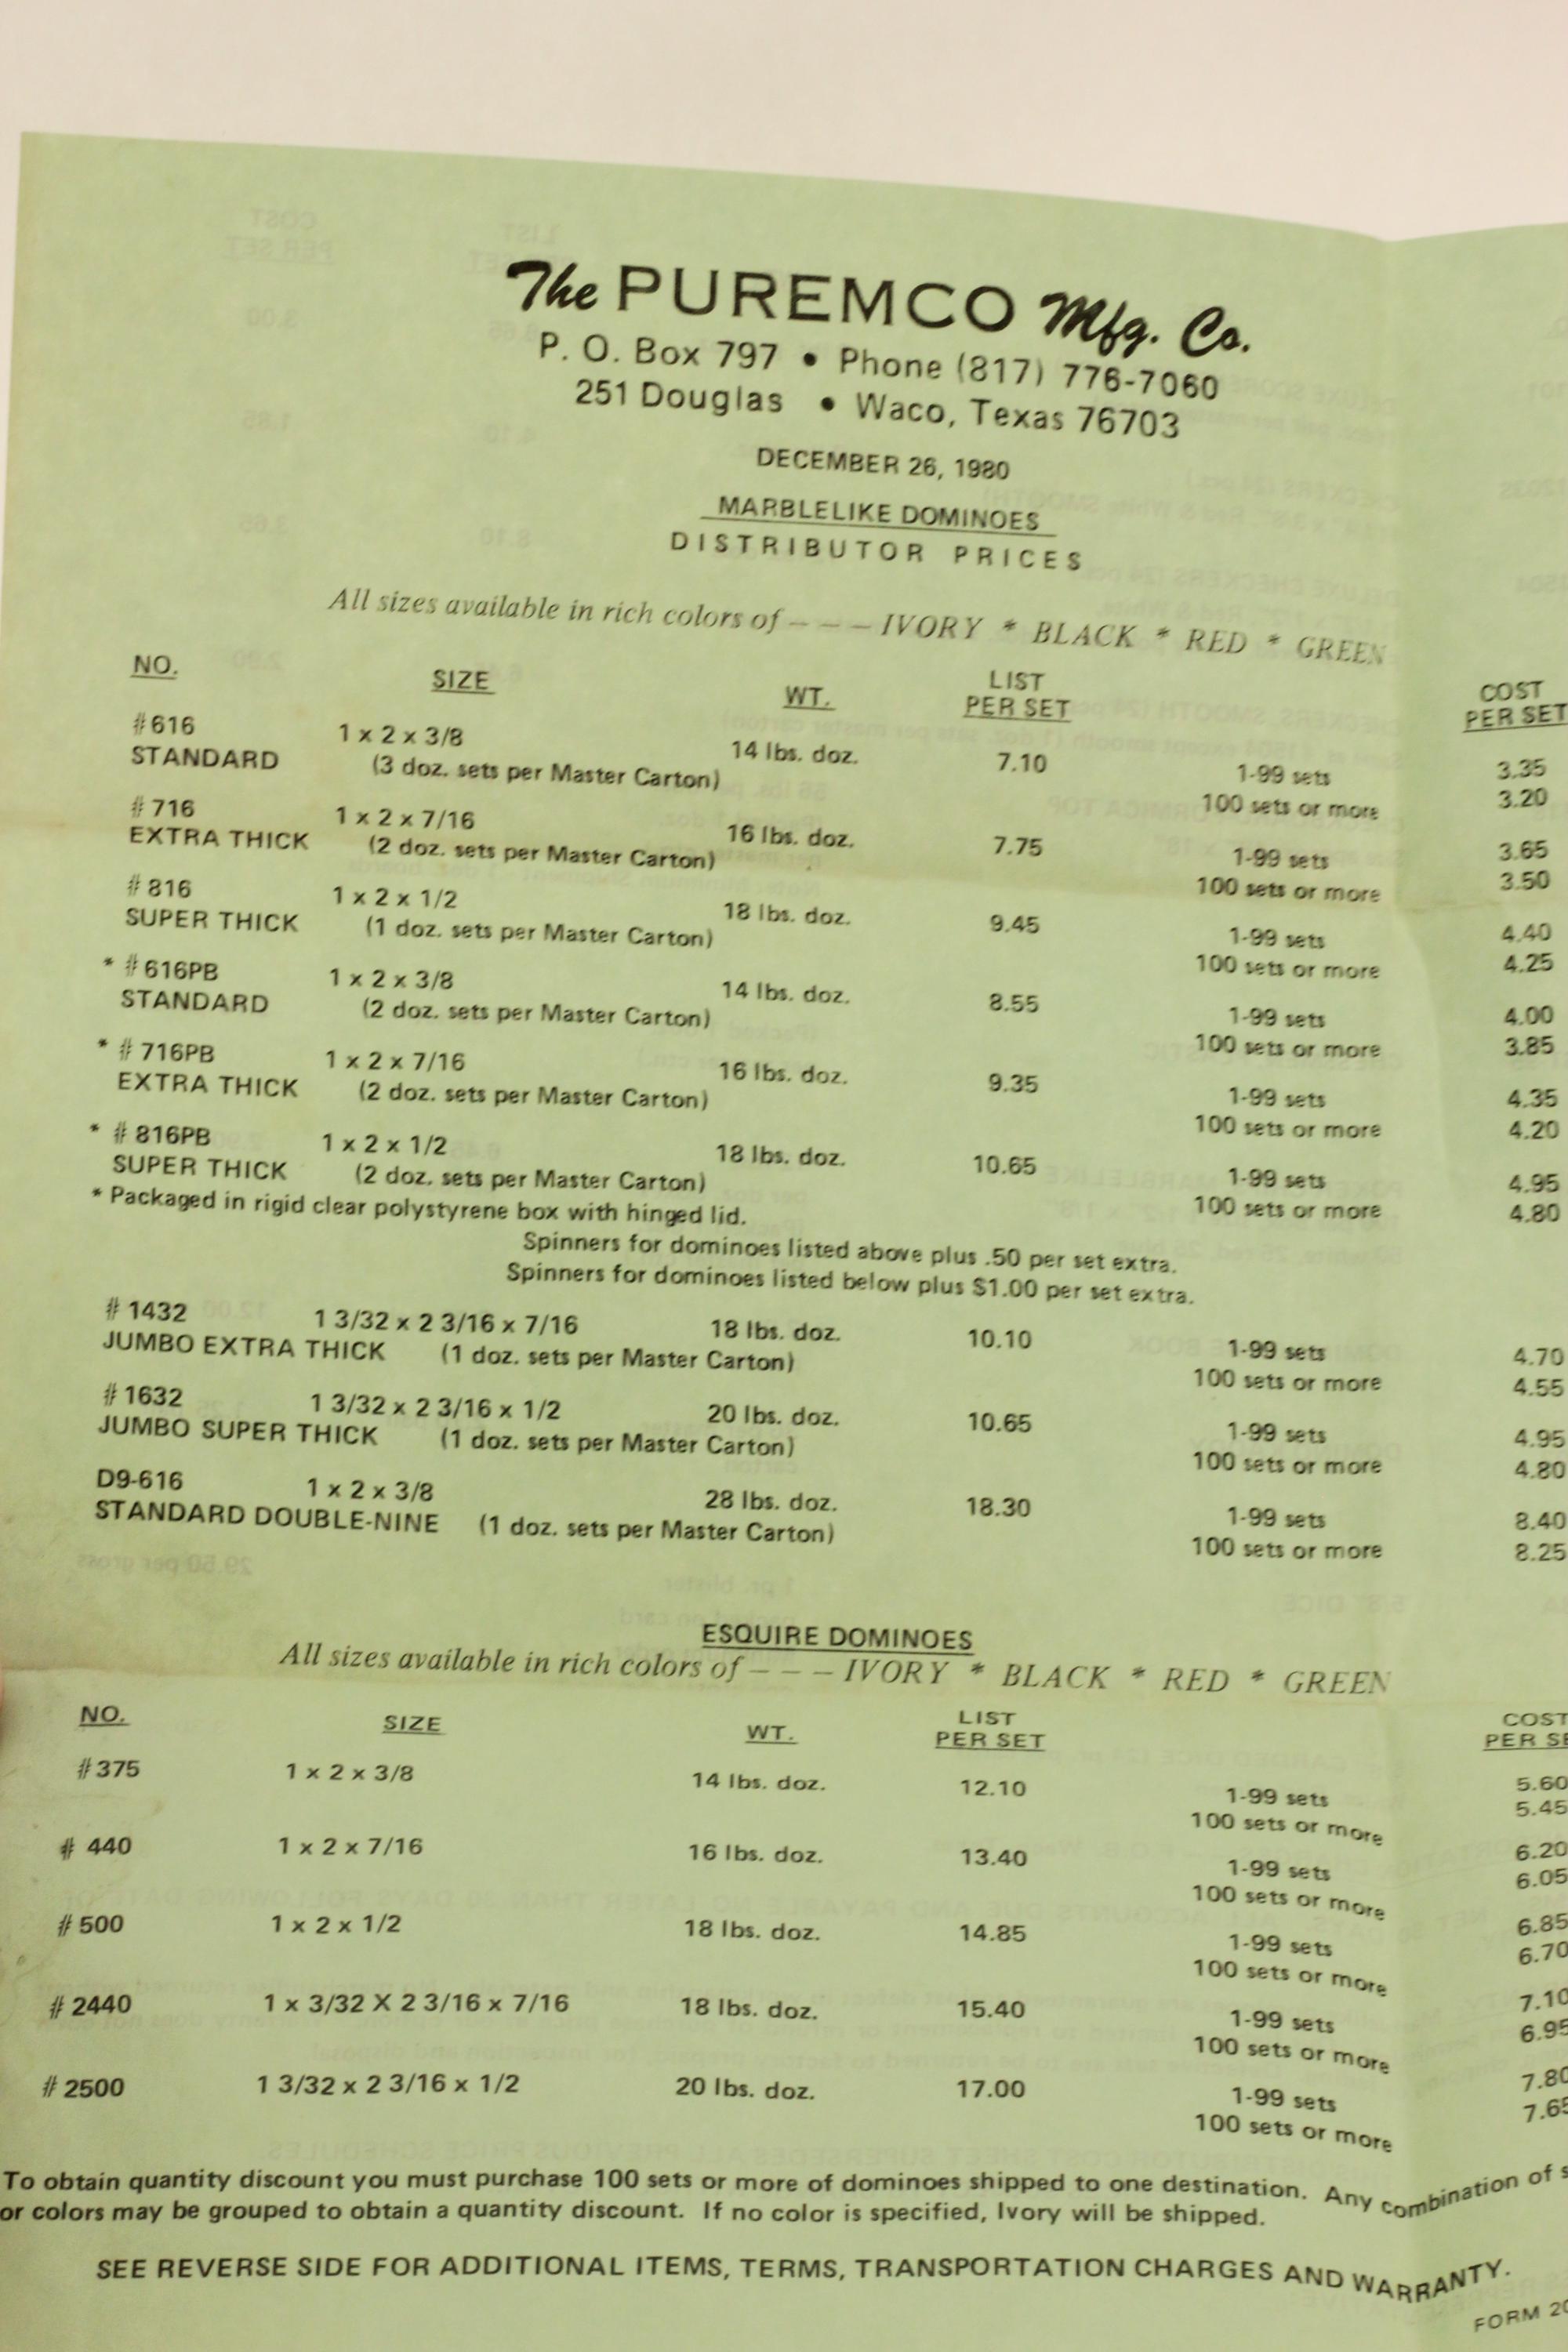 The PUREMCO Mfg. Co.
P. O. Box 797 • Phone (817) 776-7060
251 Douglas • Waco, Texas 76703
DECEMBER 26, 1980
MARBLELIKE DOMINOES
DISTRIBUTOR PRICES
All sizes available in rich colors of – – – IVORY * BLACK * RED * GREEN
NO. SIZE WT. LIST PER SET COST PER SET
#616 1 x 2 x 3/8 14 lbs. doz. 7.10 1-99 sets 3.35
STANDARD (3 doz. sets per Master Carton) 100 sets or more 3.20
#716 1 x 2 x 7/16 16 lbs. doz. 7.75 1-99 sets 3.65
EXTRA THICK (2 doz. sets per Master Carton) 100 sets or more 3.50
#816 1 x 2 x 1/2 18 lbs. doz. 9.45 1-99 sets 4.40
SUPER THICK (1 doz. sets per Master Carton) 100 sets or more 4.25
* #616PB 1 x 2 x 3/8 14 lbs. doz. 8.55 1-99 sets 4.00
STANDARD (2 doz. sets per Master Carton) 100 sets or more 3.85
* #716PB 1 x 2 x 7/16 16 lbs. doz. 9.35 1-99 sets 4.35
EXTRA THICK (2 doz. sets per Master Carton) 100 sets or more 4.20
* #816PB 1 x 2 x 1/2 18 lbs. doz. 10.65 1-99 sets 4.95
SUPER THICK (2 doz. sets per Master Carton) 100 sets or more 4.80
* Packaged in rigid clear polystyrene box with hinged lid.
Spinners for dominoes listed above plus .50 per set extra.
Spinners for dominoes listed below plus $1.00 per set extra.
#1432 1 3/32 x 2 3/16 x 7/16 18 lbs. doz. 10.10 1-99 sets 4.70
JUMBO EXTRA THICK (1 doz. sets per Master Carton) 100 sets or more 4.55
#1632 1 3/32 x 2 3/16 x 1/2 20 lbs. doz. 10.65 1-99 sets 4.95
JUMBO SUPER THICK (1 doz. sets per Master Carton) 100 sets or more 4.80
D9-616 1 x 2 x 3/8 28 lbs. doz. 18.30 1-99 sets 8.40
STANDARD DOUBLE-NINE (1 doz. sets per Master Carton) 100 sets or more 8.25
ESQUIRE DOMINOES
All sizes available in rich colors of – – – IVORY * BLACK * RED * GREEN
NO. SIZE WT. LIST PER SET COST PER
#375 1 x 2 x 3/8 14 lbs. doz. 12.10 1-99 sets 5.60
100 sets or more 5.45
# 440 1 x 2 x 7/16 16 lbs. doz. 13.40 1-99 sets 6.20
100 sets or more 6.05
#500 1 x 2 x 1/2 18 lbs. doz. 14.85 1-99 sets 6.85
100 sets or more 6.70
#2440 1 x 3/32 X 2 3/16 x 7/16 18 lbs. doz. 15.40 1-99 sets 7.10
100 sets or more 6.95
#2500 1 3/32 x 2 3/16 x 1/2 20 lbs. doz. 17.00 1-99 sets 7.80
100 sets or more 7.65
To obtain quantity discount you must purchase 100 sets or more of dominoes shipped to one destination. Any combination of
or colors may be grouped to obtain a quantity discount. If no color is specified, Ivory will be shipped.
SEE REVERSE SIDE FOR ADDITIONAL ITEMS, TERMS, TRANSPORTATION CHARGES AND WARRANTY.
FORM